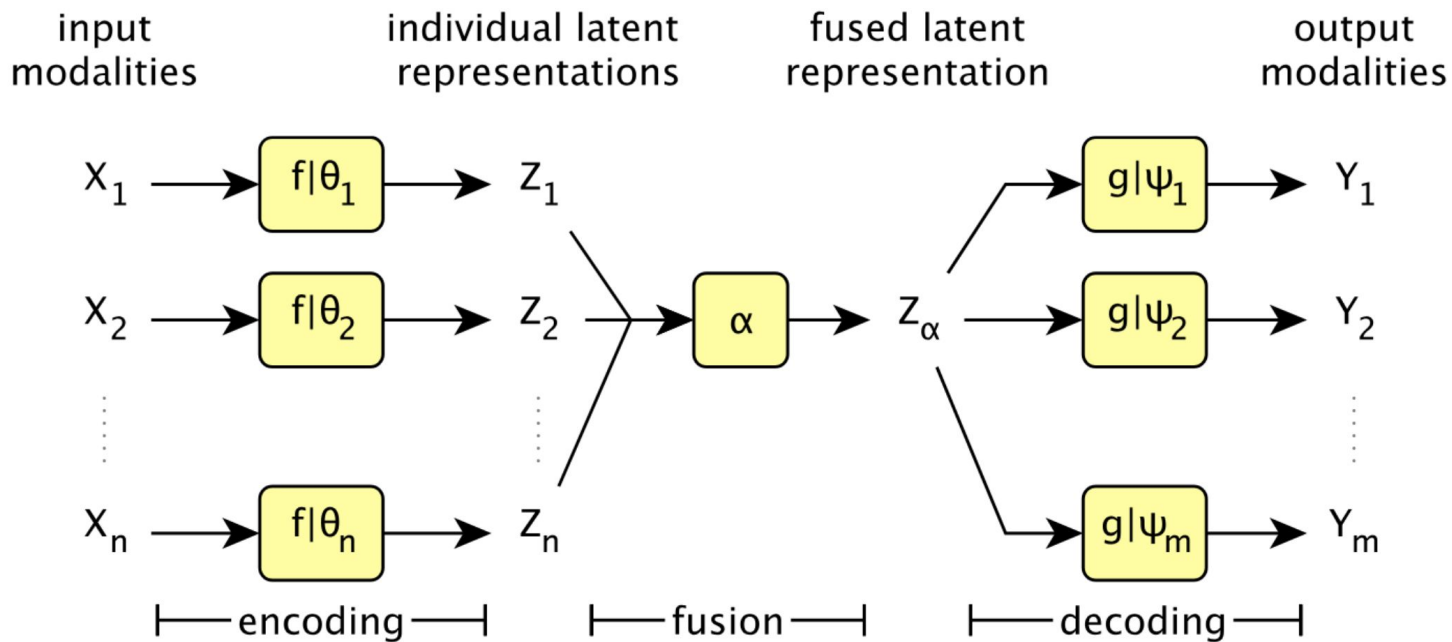 input modalities
individual latent representations
fused latent representation
output modalities
X₁ f|θ₁ Z₁ g|ψ₁ Y₁
X₂ f|θ₂ Z₂ α Z_α g|ψ₂ Y₂
Xₙ f|θₙ Zₙ g|ψₘ Yₘ
encoding fusion decoding